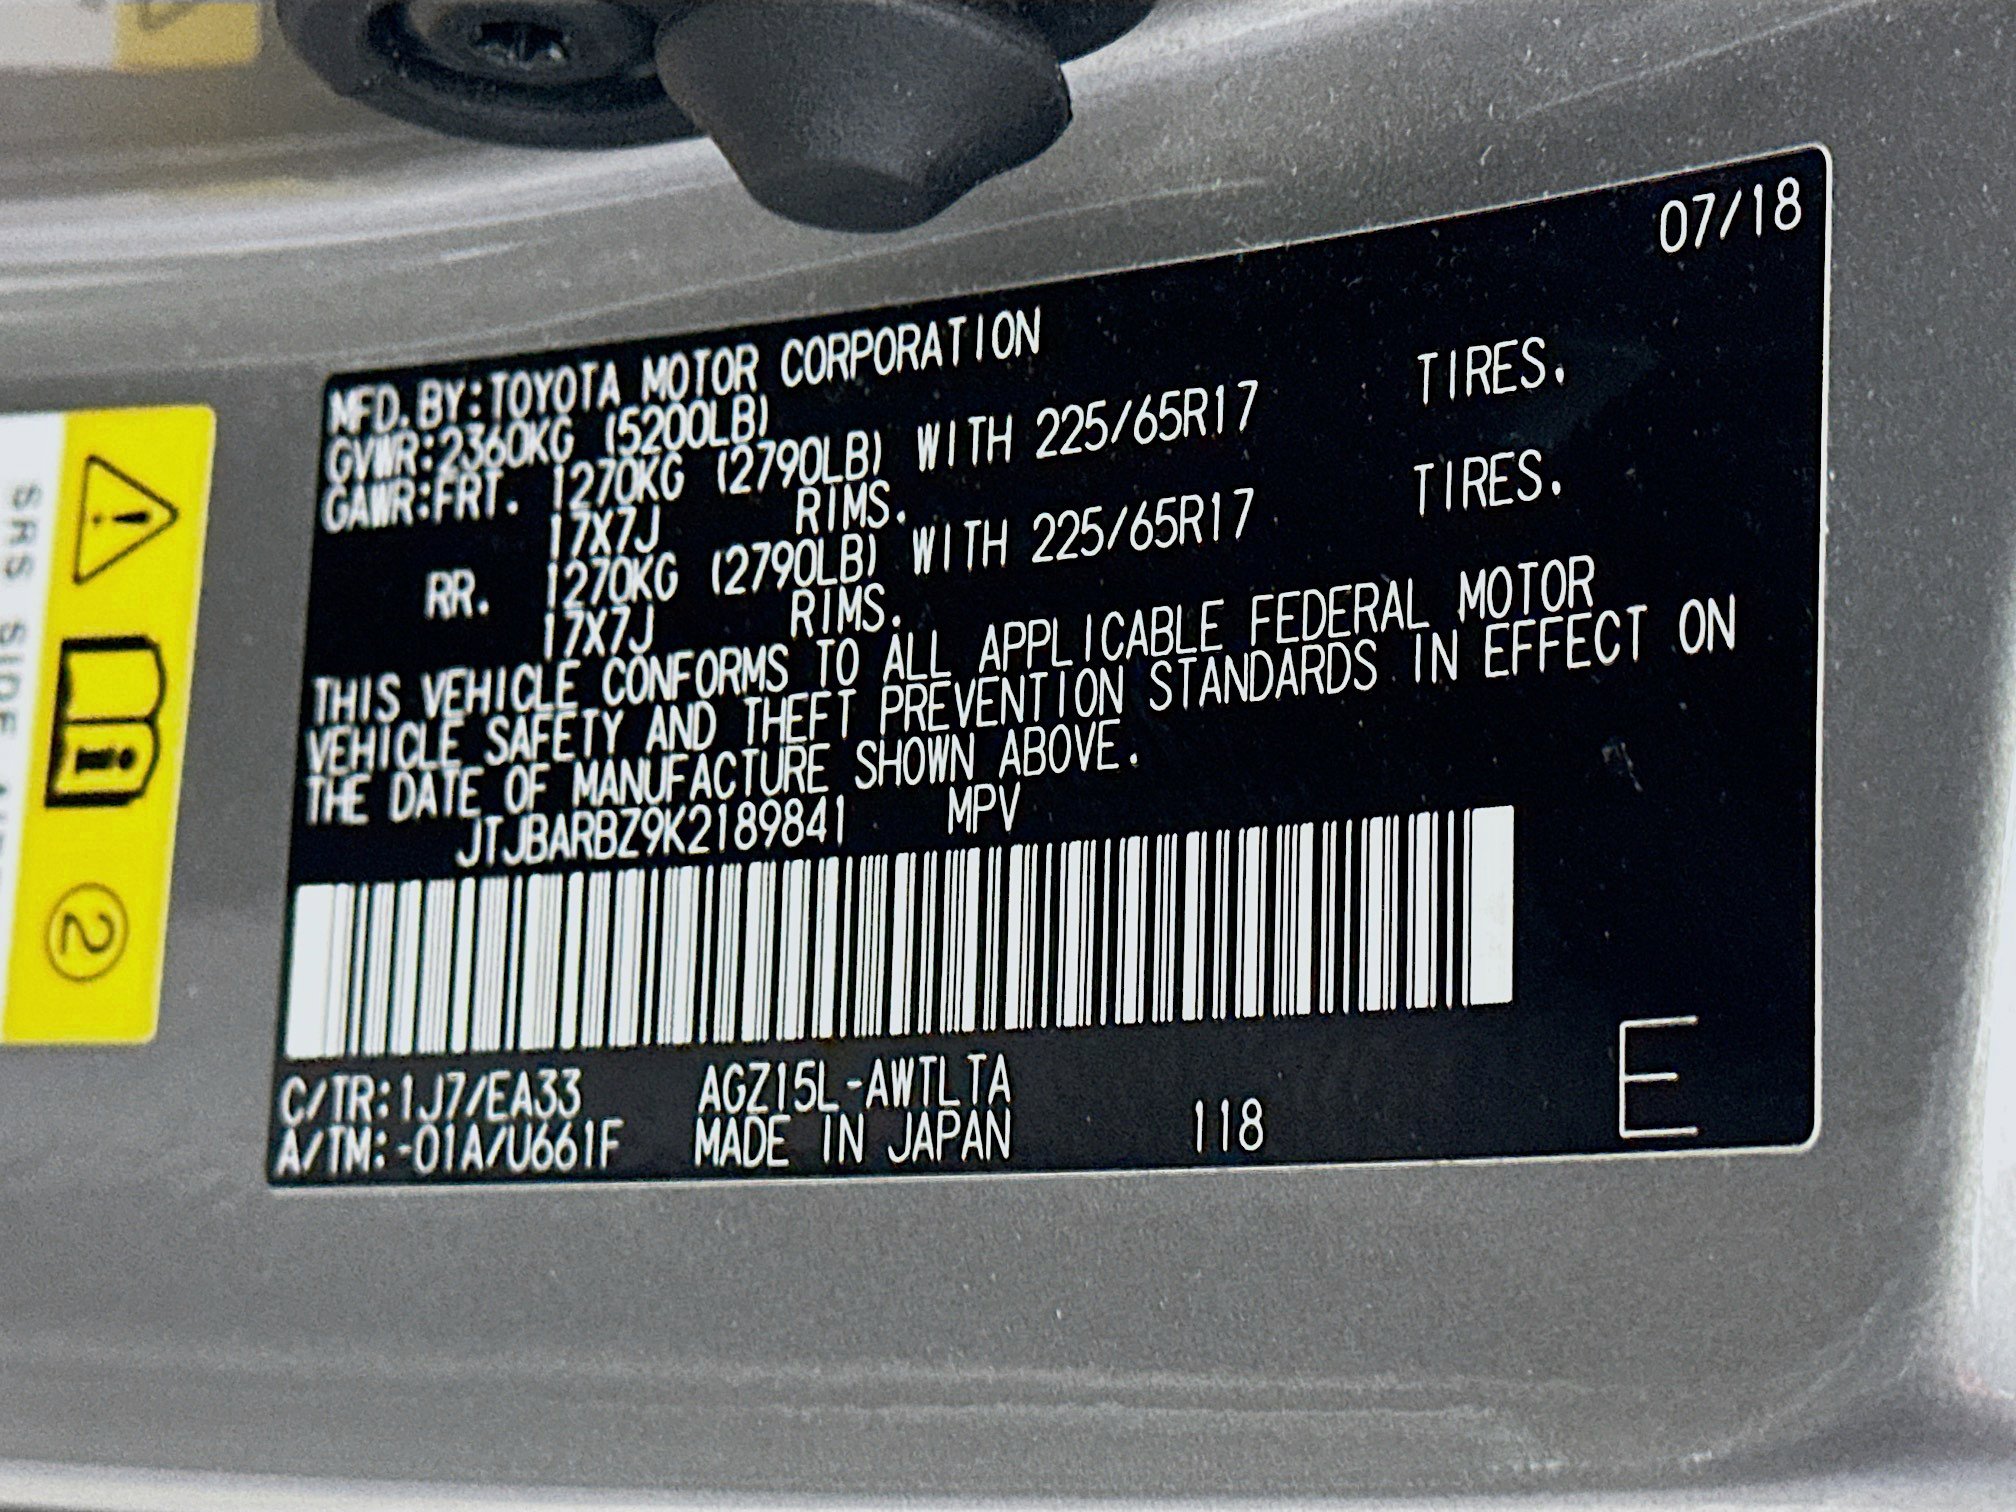 07/18
MFD.BY:TOYOTA MOTOR CORPORATION
GVWR:2360KG (5200LB)
GAWR:FRT. 1270KG (2790LB) WITH 225/65R17 TIRES.
17X7J RIMS.
RR. 1270KG (2790LB) WITH 225/65R17 TIRES.
17X7J RIMS.
THIS VEHICLE CONFORMS TO ALL APPLICABLE FEDERAL MOTOR
VEHICLE SAFETY AND THEFT PREVENTION STANDARDS IN EFFECT ON
THE DATE OF MANUFACTURE SHOWN ABOVE.
JTJBARBZ9K2189841 MPV
C/TR:1J7/EA33 AGZ15L-AWTLTA
A/TM:-01A/U661F MADE IN JAPAN 118 E
SRS SIDE
2